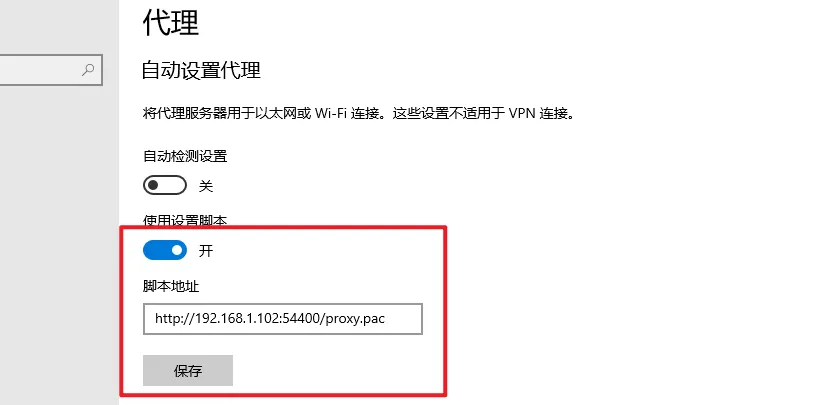 代理
自动设置代理
将代理服务器用于以太网或 Wi-Fi 连接。这些设置不适用于 VPN 连接。
自动检测设置
关
使用设置脚本
开
脚本地址
http://192.168.1.102:54400/proxy.pac
保存